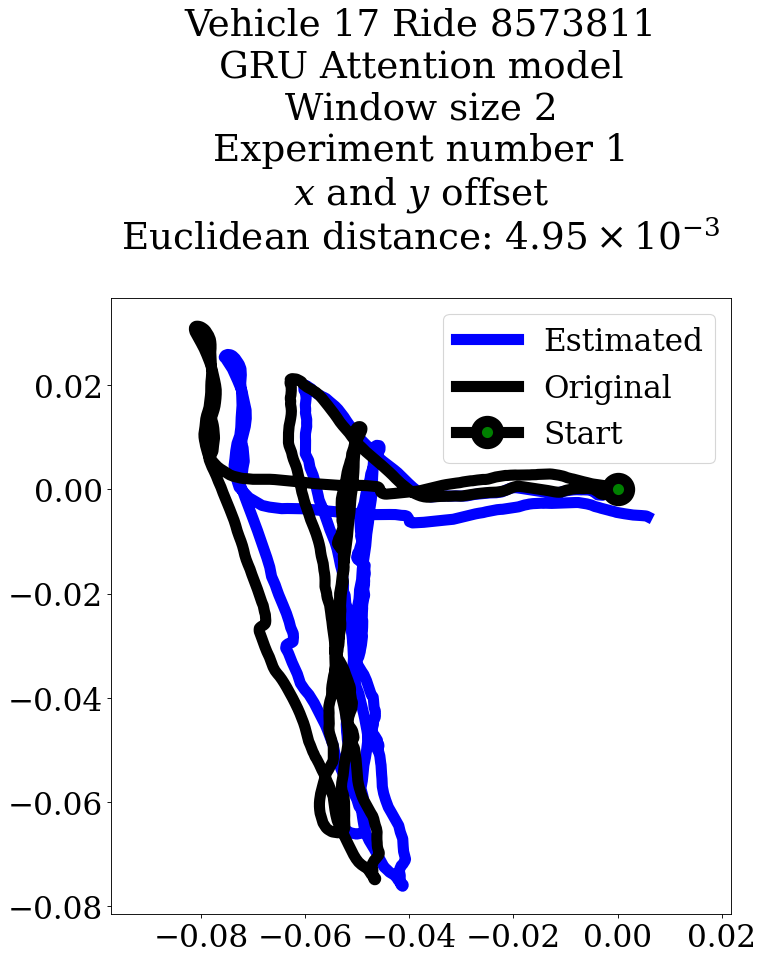 Vehicle 17 Ride 8573811
GRU Attention model
Window size 2
Experiment number 1
x and y offset
Euclidean distance: 4.95 × 10⁻³
Estimated
Original
Start
0.02
0.00
−0.02
−0.04
−0.06
−0.08
−0.08 −0.06 −0.04 −0.02 0.00 0.02